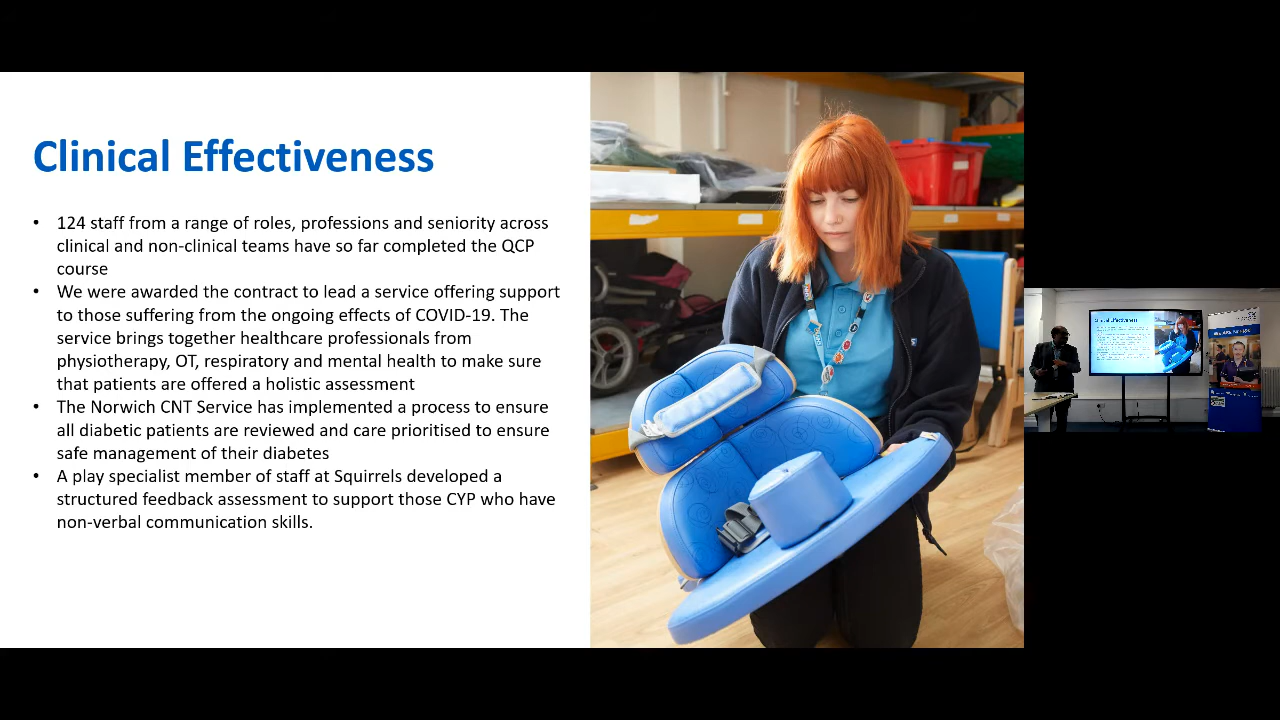 Clinical Effectiveness
• 124 staff from a range of roles, professions and seniority across
clinical and non-clinical teams have so far completed the QCP
course
• We were awarded the contract to lead a service offering support
to those suffering from the ongoing effects of COVID-19. The
service brings together healthcare professionals from
physiotherapy, OT, respiratory and mental health to make sure
that patients are offered a holistic assessment
• The Norwich CNT Service has implemented a process to ensure
all diabetic patients are reviewed and care prioritised to ensure
safe management of their diabetes
• A play specialist member of staff at Squirrels developed a
structured feedback assessment to support those CYP who have
non-verbal communication skills.
Clinical Effectiveness